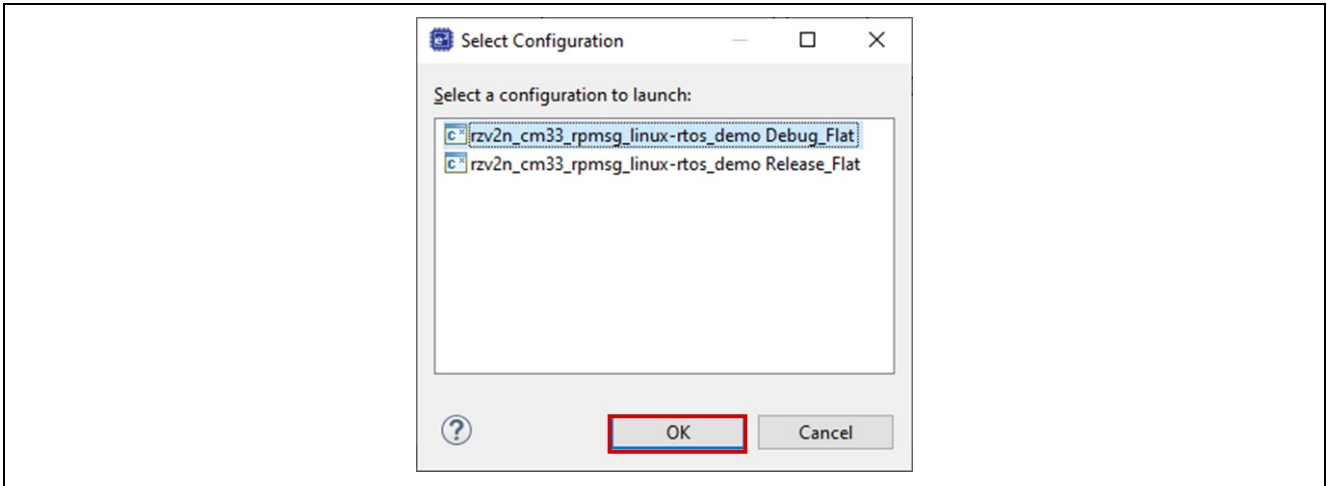 Select Configuration
Select a configuration to launch:
rzv2n_cm33_rpmsg_linux-rtos_demo Debug_Flat
rzv2n_cm33_rpmsg_linux-rtos_demo Release_Flat
OK
Cancel